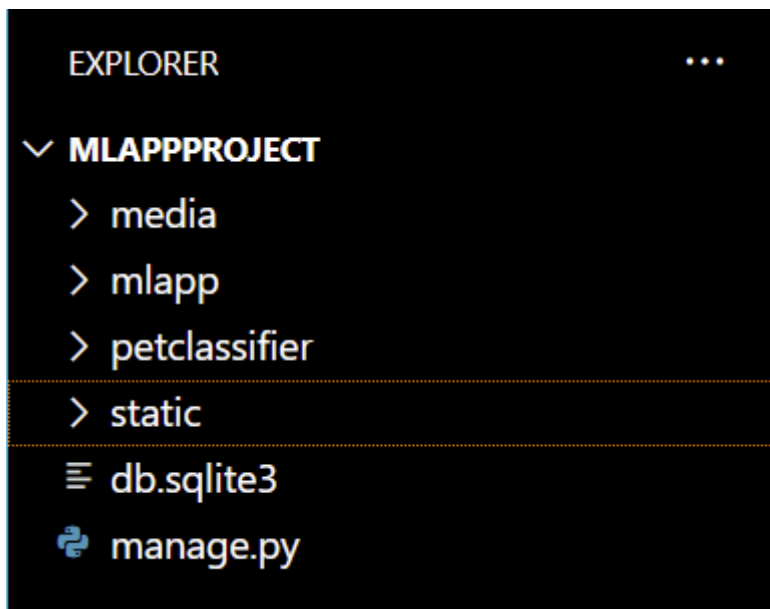 EXPLORER
MLAPPPROJECT
media
mlapp
petclassifier
static
db.sqlite3
manage.py